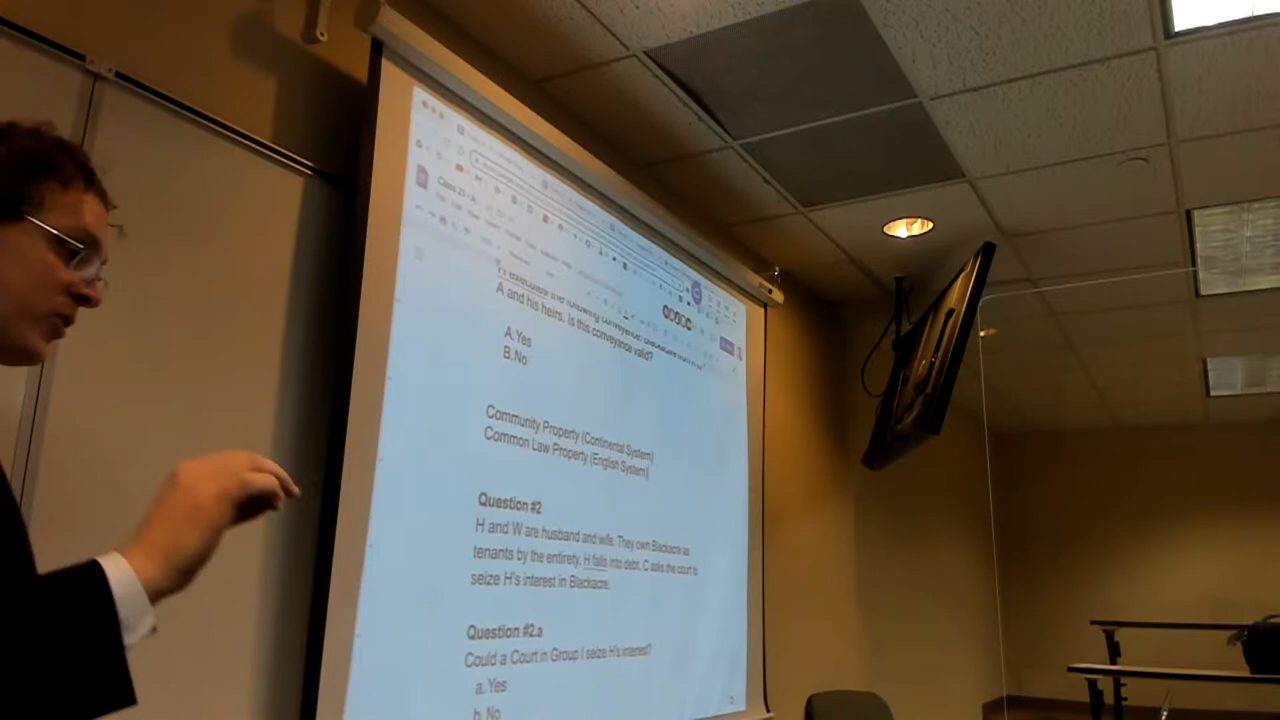 Class 21 - A
A and his heirs. Is this conveyance valid?
A. Yes
B. No
Community Property (Continental System)
Common Law Property (English System)
Question #2
H and W are husband and wife. They own Blackacre as
tenants by the entirety. H falls into debt. C asks the court to
seize H's interest in Blackacre.
Question #2.a
Could a Court in Group I seize H's interest?
a. Yes
b. No